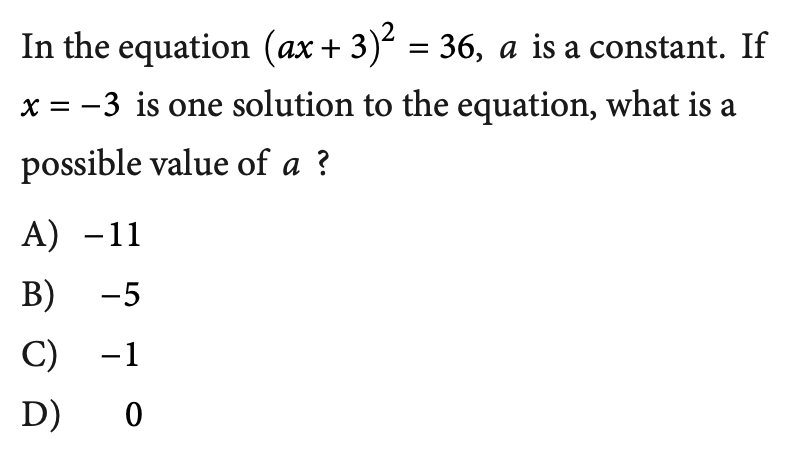 In the equation (ax + 3)² = 36, a is a constant. If
x = −3 is one solution to the equation, what is a
possible value of a ?
A) −11
B) −5
C) −1
D) 0